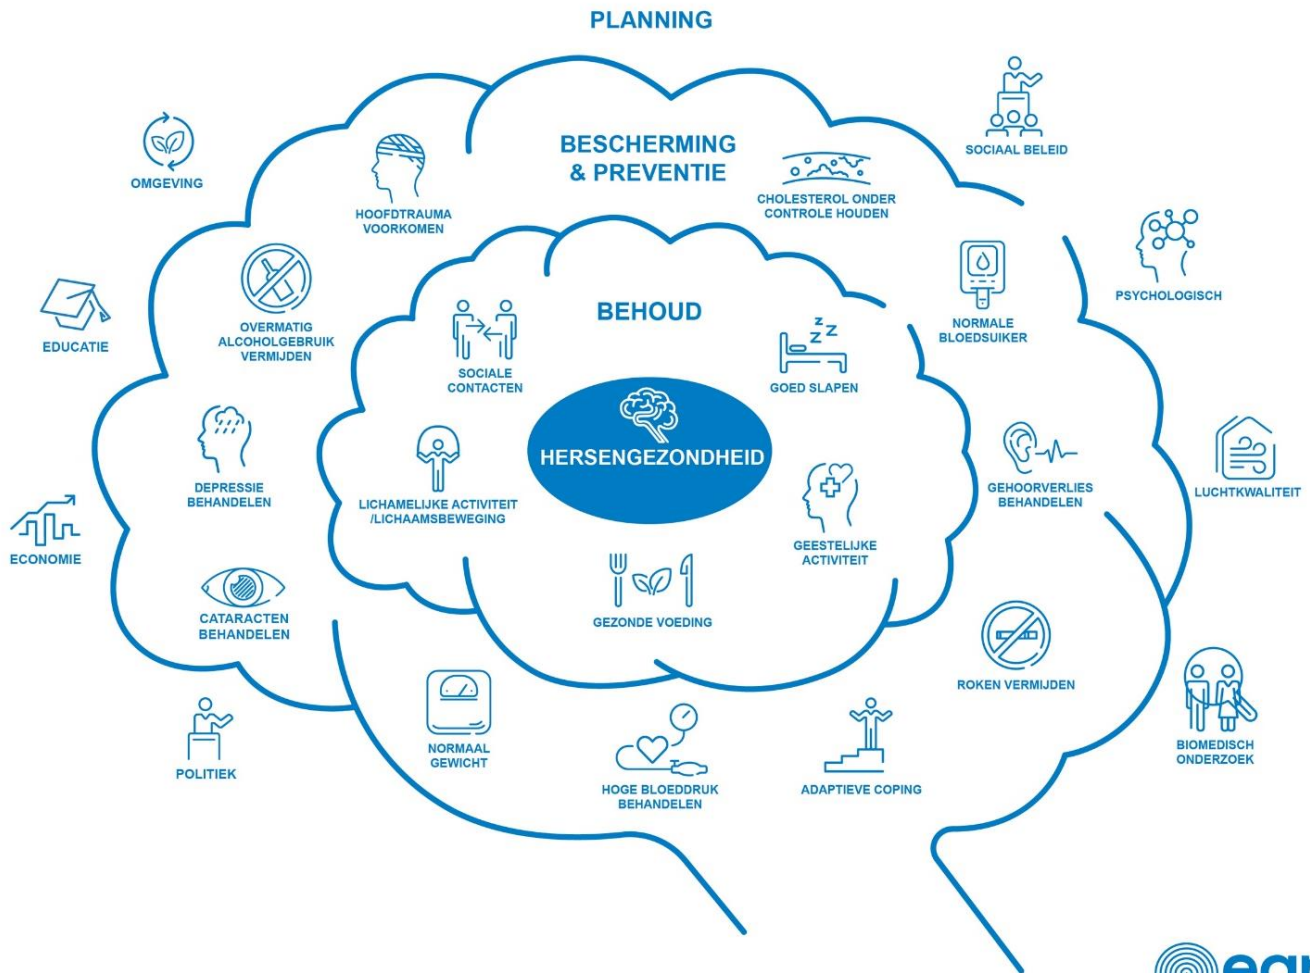 PLANNING
SOCIAAL BELEID
OMGEVING
BESCHERMING
& PREVENTIE
HOOFDTRAUMA
VOORKOMEN
CHOLESTEROL ONDER
CONTROLE HOUDEN
PSYCHOLOGISCH
EDUCATIE
OVERMATIG
ALCOHOLGEBRUIK
VERMIJDEN
BEHOUD
NORMALE
BLOEDSUIKER
SOCIALE
CONTACTEN
Z
Z
Z
GOED SLAPEN
HERSENGEZONDHEID
DEPRESSIE
BEHANDELEN
LICHAMELIJKE ACTIVITEIT
/LICHAAMSBEWEGING
GEHOORVERLIES
BEHANDELEN
LUCHTKWALITEIT
ECONOMIE
GEESTELIJKE
ACTIVITEIT
CATARACTEN
BEHANDELEN
GEZONDE VOEDING
ROKEN VERMIJDEN
POLITIEK
NORMAAL
GEWICHT
HOGE BLOEDDRUK
BEHANDELEN
ADAPTIEVE COPING
BIOMEDISCH
ONDERZOEK